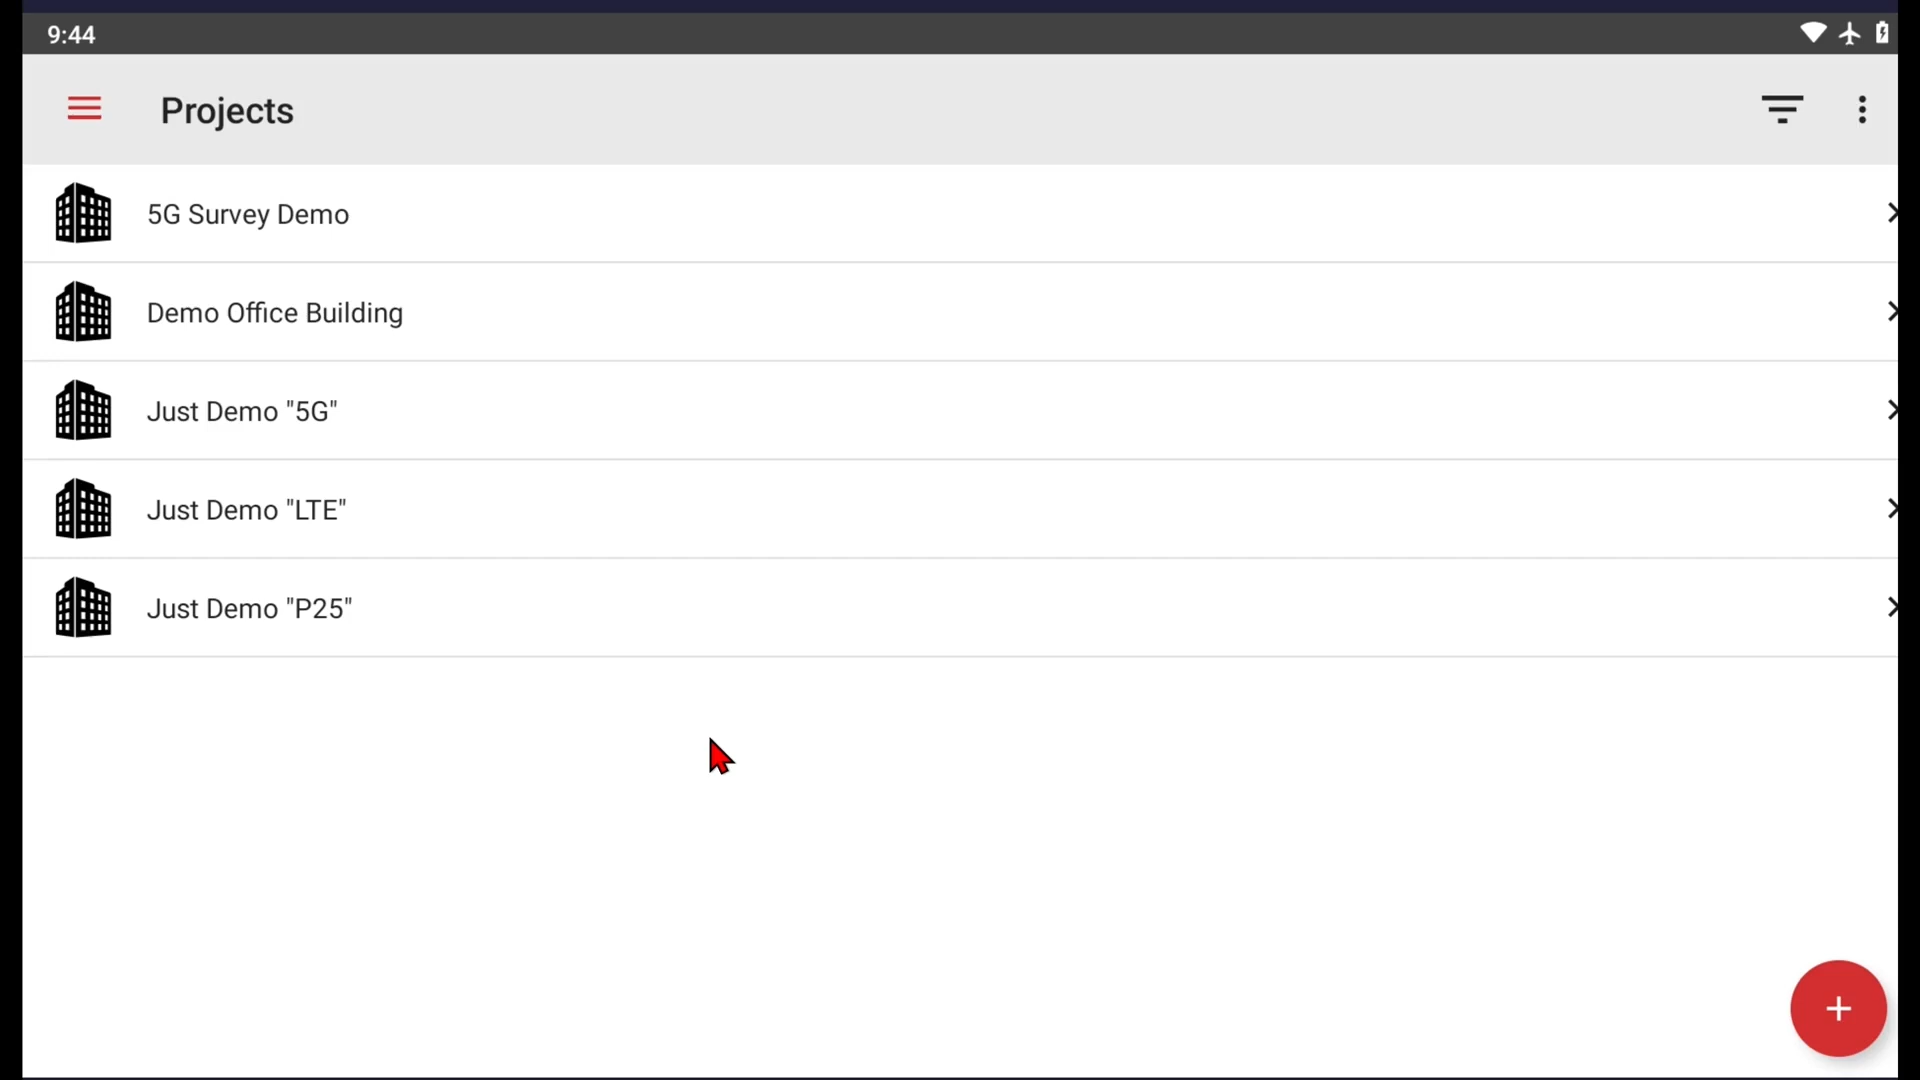 9:44
Projects
5G Survey Demo
Demo Office Building
Just Demo "5G"
Just Demo "LTE"
Just Demo "P25"